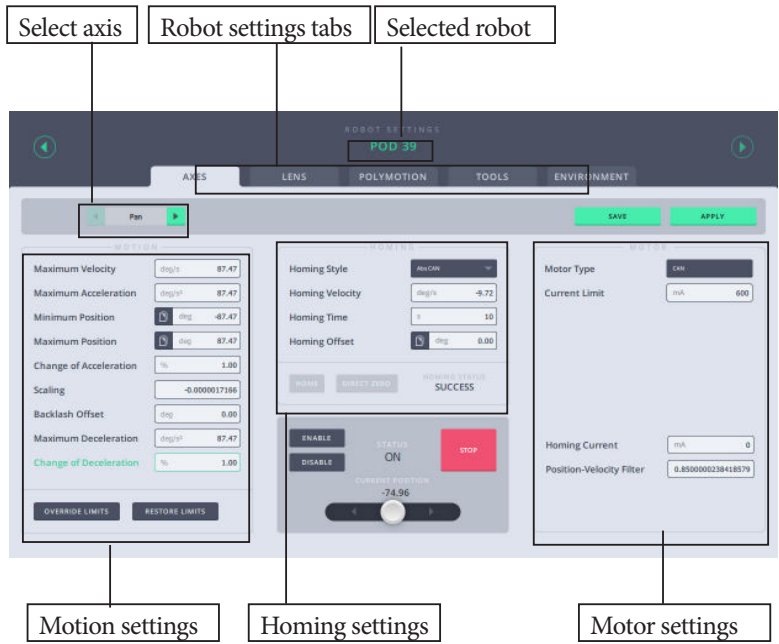 Select axis
Robot settings tabs
Selected robot
ROBOT SETTINGS
POD 39
AXES
LENS
POLYMOTION
TOOLS
ENVIRONMENT
Pan
SAVE
APPLY
MOTION
Maximum Velocity deg/s 87.47
Maximum Acceleration deg/s² 87.47
Minimum Position deg -87.47
Maximum Position deg 87.47
Change of Acceleration % 1.00
Scaling -0.0000017166
Backlash Offset deg 0.00
Maximum Deceleration deg/s² 87.47
Change of Deceleration % 1.00
OVERRIDE LIMITS
RESTORE LIMITS
HOMING
Homing Style Abs CAN
Homing Velocity deg/s -9.72
Homing Time s 10
Homing Offset deg 0.00
HOME
DIRECT ZERO
HOMING STATUS
SUCCESS
ENABLE
DISABLE
STATUS
ON
STOP
CURRENT POSITION
-74.96
MOTOR
Motor Type CAN
Current Limit mA 600
Homing Current mA 0
Position-Velocity Filter 0.8500000238418579
Motion settings
Homing settings
Motor settings